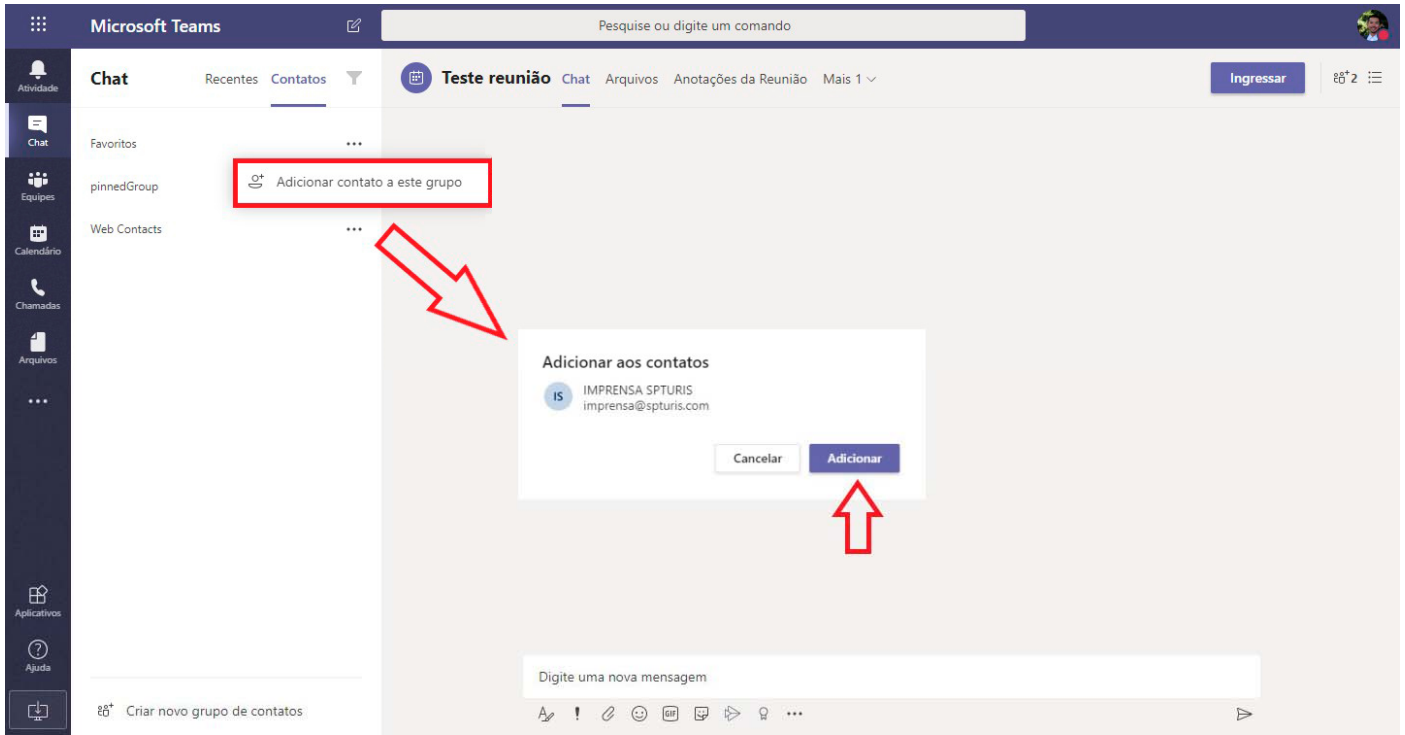 Microsoft Teams
Pesquise ou digite um comando
Atividade
Chat
Equipes
Calendário
Chamadas
Arquivos
Aplicativos
Ajuda
Chat Recentes Contatos
Favoritos
pinnedGroup
Adicionar contato a este grupo
Web Contacts
Criar novo grupo de contatos
Teste reunião Chat Arquivos Anotações da Reunião Mais 1
Ingressar
2
Adicionar aos contatos
IS
IMPRENSA SPTURIS
imprensa@spturis.com
Cancelar Adicionar
Digite uma nova mensagem
GIF